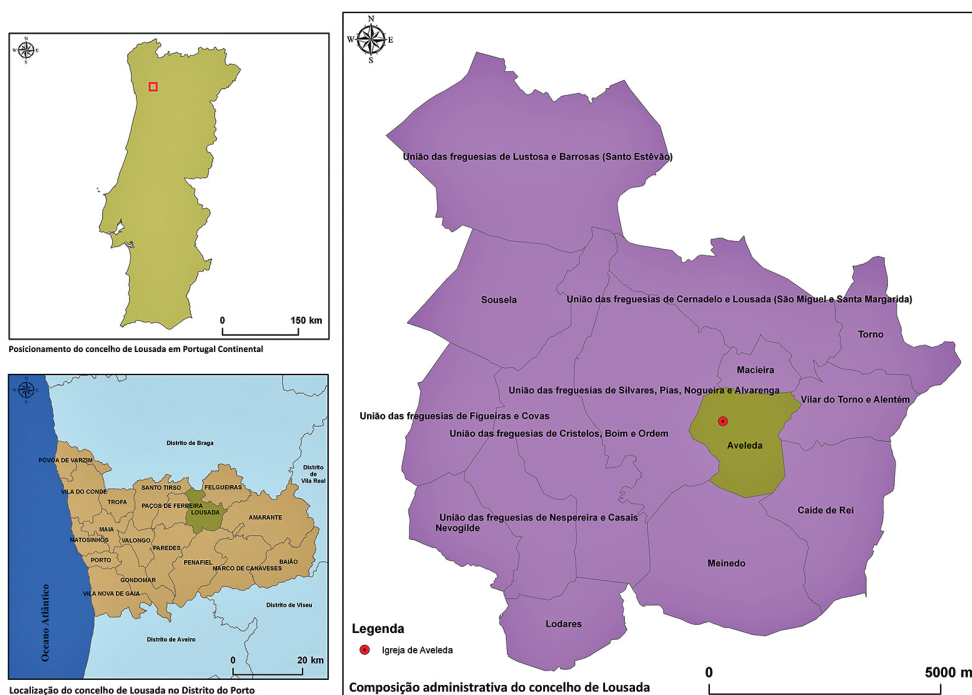 N
W E
S
0 150 km
Posicionamento do concelho de Lousada em Portugal Continental
N
W E
S
Distrito de Braga
Distrito de Vila Real
PÓVOA DE VARZIM
VILA DO CONDE
SANTO TIRSO
FELGUEIRAS
TROFA
PAÇOS DE FERREIRA
LOUSADA
AMARANTE
MAIA
MATOSINHOS
VALONGO
PAREDES
PORTO
PENAFIEL
MARCO DE CANAVESES
BAIÃO
GONDOMAR
VILA NOVA DE GAIA
Distrito de Viseu
Distrito de Aveiro
Oceano Atlântico
0 20 km
Localização do concelho de Lousada no Distrito do Porto
N
W E
S
União das freguesias de Lustosa e Barrosas (Santo Estêvão)
Sousela
União das freguesias de Cernadelo e Lousada (São Miguel e Santa Margarida)
Torno
Macieira
União das freguesias de Silvares, Pias, Nogueira e Alvarenga
Vilar do Torno e Alentém
União das freguesias de Figueiras e Covas
União das freguesias de Cristelos, Boim e Ordem
Aveleda
Caide de Rei
União das freguesias de Nespereira e Casais
Nevogilde
Meinedo
Lodares
Legenda
Igreja de Aveleda
0 5000 m
Composição administrativa do concelho de Lousada